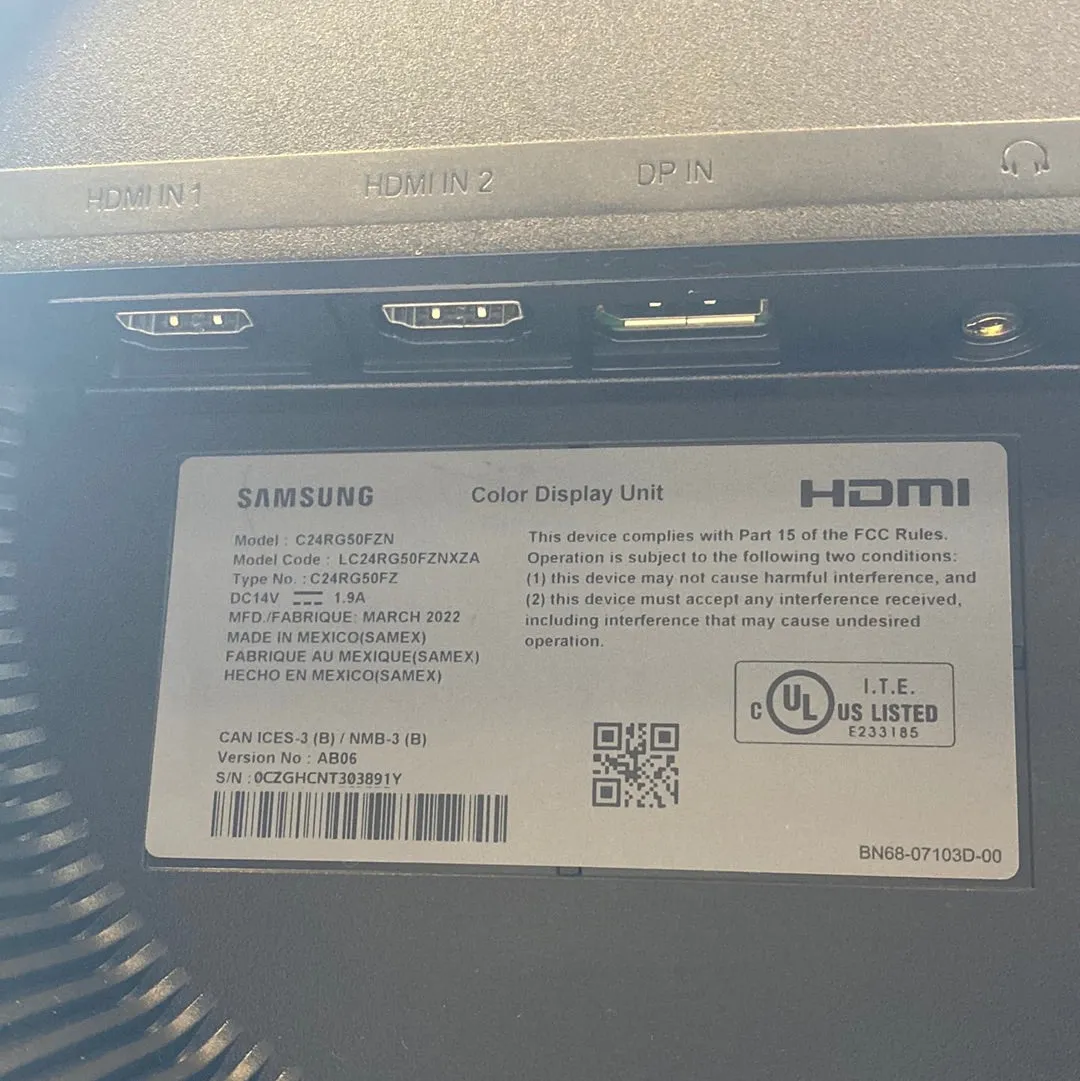 HDMI IN 1
HDMI IN 2
DP IN
SAMSUNG
Color Display Unit
HDMI
Model : C24RG50FZN
Model Code : LC24RG50FZNXZA
Type No. : C24RG50FZ
DC14V 1.9A
MFD./FABRIQUE: MARCH 2022
MADE IN MEXICO(SAMEX)
FABRIQUE AU MEXIQUE(SAMEX)
HECHO EN MEXICO(SAMEX)
This device complies with Part 15 of the FCC Rules.
Operation is subject to the following two conditions:
(1) this device may not cause harmful interference, and
(2) this device must accept any interference received,
including interference that may cause undesired
operation.
C UL US LISTED
I.T.E.
E233185
CAN ICES-3 (B) / NMB-3 (B)
Version No : AB06
S/N : 0CZGHCNT303891Y
BN68-07103D-00